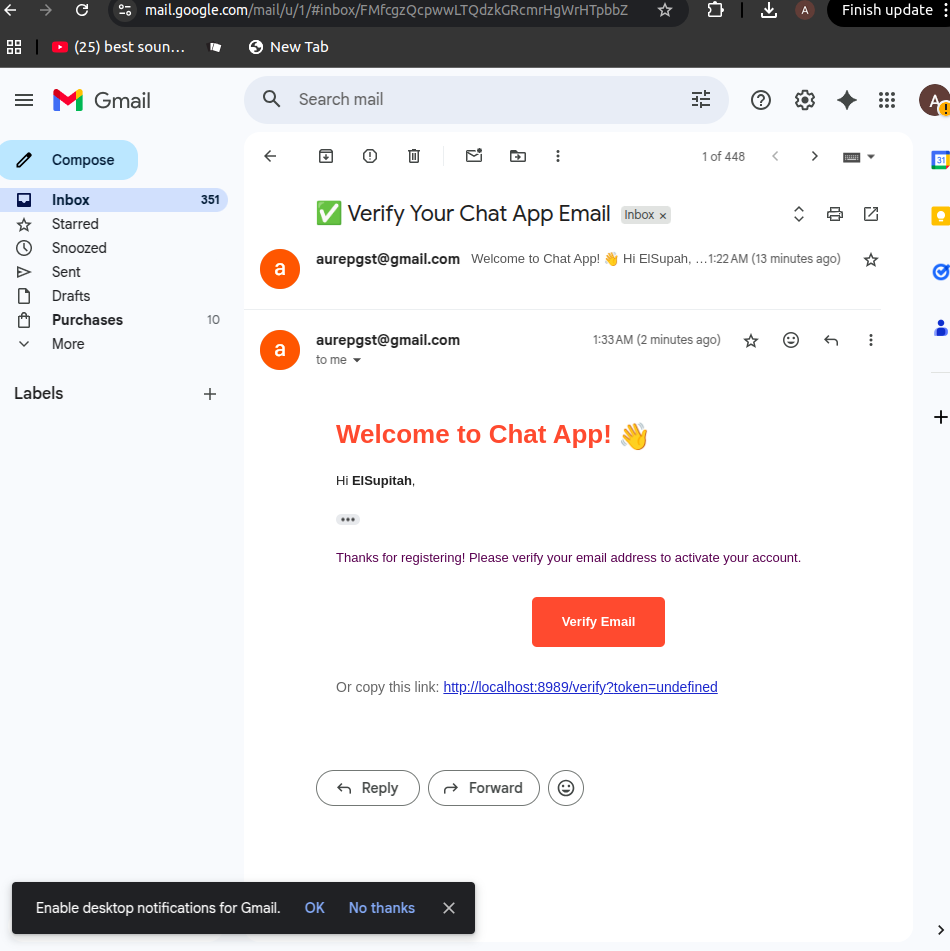 mail.google.com/mail/u/1/#inbox/FMfcgzQcpwwLTQdzkGRcmrHgWrHTpbbZ
A
Finish update
(25) best soun…
New Tab
Gmail
Search mail
A
Compose
1 of 448
31
Inbox 351
Starred
Snoozed
Sent
Drafts
Purchases 10
More
Labels
✅ Verify Your Chat App Email
Inbox ×
a
aurepgst@gmail.com Welcome to Chat App! 👋 Hi ElSupah, … 1:22 AM (13 minutes ago)
a
aurepgst@gmail.com 1:33 AM (2 minutes ago)
to me
Welcome to Chat App! 👋
Hi ElSupitah,
•••
Thanks for registering! Please verify your email address to activate your account.
Verify Email
Or copy this link: http://localhost:8989/verify?token=undefined
Reply
Forward
Enable desktop notifications for Gmail. OK No thanks